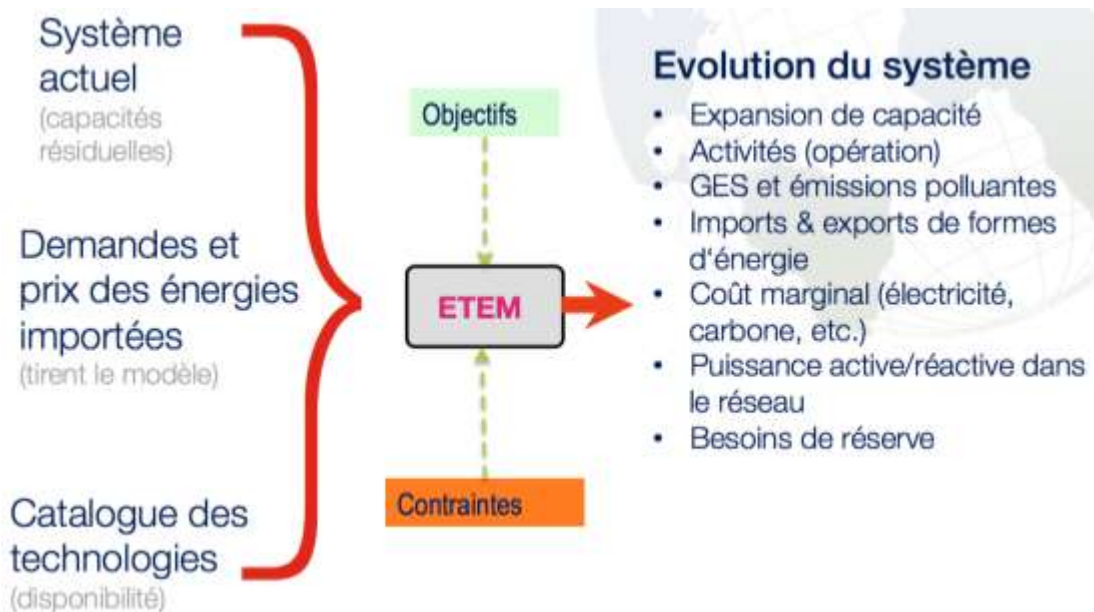 Système
actuel
(capacités
résiduelles)
Demandes et
prix des énergies
importées
(tirent le modèle)
Catalogue des
technologies
(disponibilité)
Objectifs
ETEM
Contraintes
Evolution du système
• Expansion de capacité
• Activités (opération)
• GES et émissions polluantes
• Imports & exports de formes
d'énergie
• Coût marginal (électricité,
carbone, etc.)
• Puissance active/réactive dans
le réseau
• Besoins de réserve